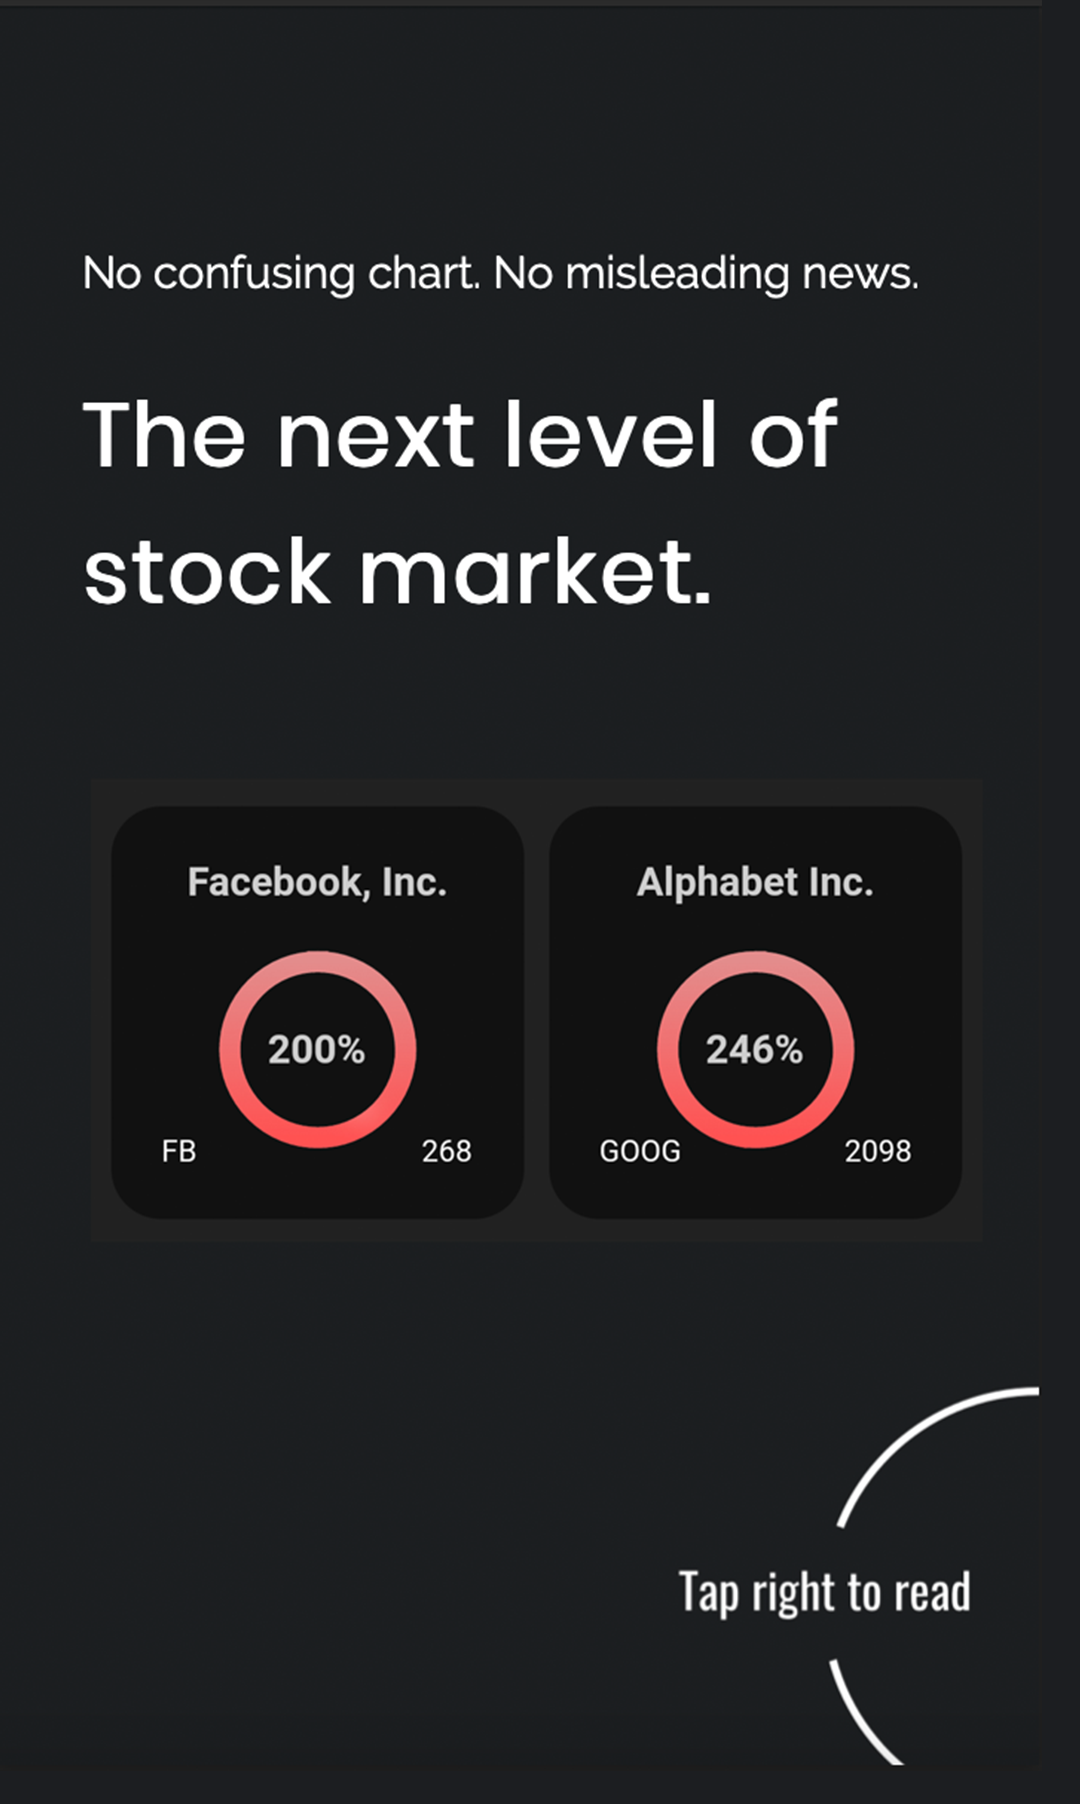 No confusing chart. No misleading news.
The next level of
stock market.
Facebook, Inc.
200%
FB
268
Alphabet Inc.
246%
GOOG
2098
Tap right to read